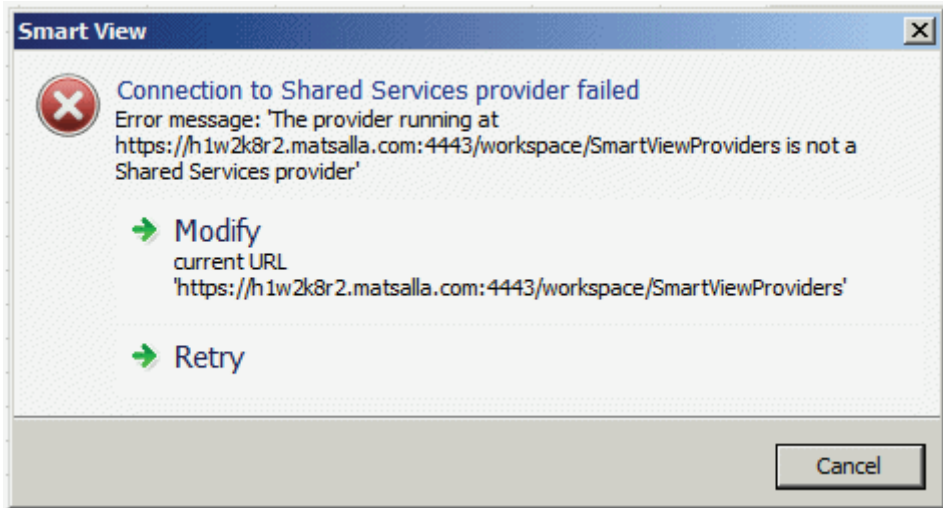 Smart View
Connection to Shared Services provider failed
Error message: 'The provider running at
https://h1w2k8r2.matsalla.com:4443/workspace/SmartViewProviders is not a
Shared Services provider'
Modify
current URL
'https://h1w2k8r2.matsalla.com:4443/workspace/SmartViewProviders'
Retry
Cancel